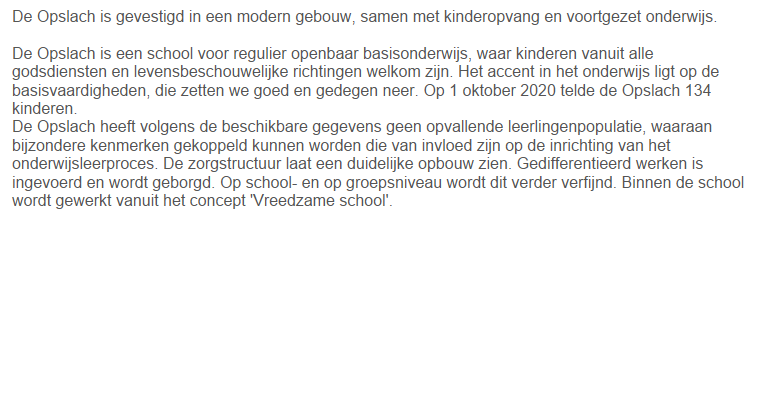 De Opslach is gevestigd in een modern gebouw, samen met kinderopvang en voortgezet onderwijs.
De Opslach is een school voor regulier openbaar basisonderwijs, waar kinderen vanuit alle
godsdiensten en levensbeschouwelijke richtingen welkom zijn. Het accent in het onderwijs ligt op de
basisvaardigheden, die zetten we goed en gedegen neer. Op 1 oktober 2020 telde de Opslach 134
kinderen.
De Opslach heeft volgens de beschikbare gegevens geen opvallende leerlingenpopulatie, waaraan
bijzondere kenmerken gekoppeld kunnen worden die van invloed zijn op de inrichting van het
onderwijsleerproces. De zorgstructuur laat een duidelijke opbouw zien. Gedifferentieerd werken is
ingevoerd en wordt geborgd. Op school- en op groepsniveau wordt dit verder verfijnd. Binnen de school
wordt gewerkt vanuit het concept 'Vreedzame school'.